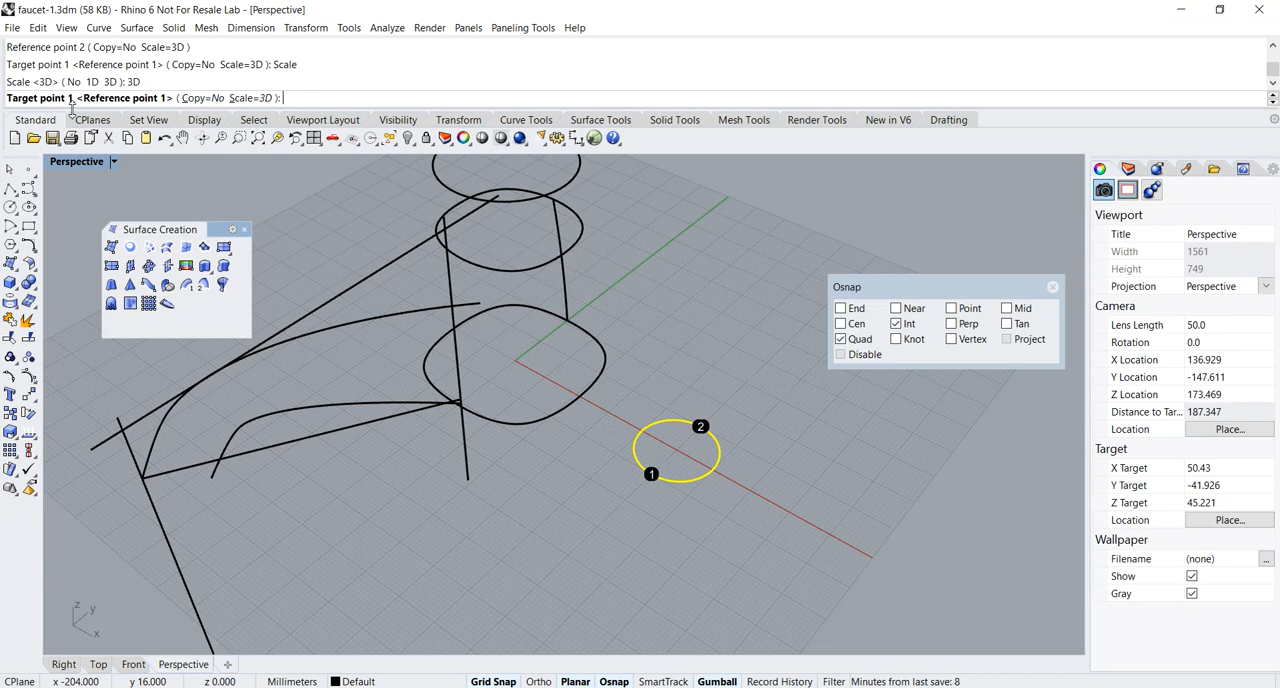 faucet-1.3dm (58 KB) - Rhino 6 Not For Resale Lab - [Perspective]
File Edit View Curve Surface Solid Mesh Dimension Transform Tools Analyze Render Panels Paneling Tools Help
Reference point 2 ( Copy=No Scale=3D )
Target point 1 <Reference point 1> ( Copy=No Scale=3D ): Scale
Scale <3D> ( No 1D 3D ): 3D
Target point 1 <Reference point 1> ( Copy=No Scale=3D ):
Standard CPlanes Set View Display Select Viewport Layout Visibility Transform Curve Tools Surface Tools Solid Tools Mesh Tools Render Tools New in V6 Drafting
Perspective
Surface Creation
1 2
Osnap
End Near Point Mid
Cen Int Perp Tan
Quad Knot Vertex Project
Disable
2
1
z y
x
Viewport
Title Perspective
Width 1561
Height 749
Projection Perspective
Camera
Lens Length 50.0
Rotation 0.0
X Location 136.929
Y Location -147.611
Z Location 173.469
Distance to Tar... 187.347
Location Place...
Target
X Target 50.43
Y Target -41.926
Z Target 45.221
Location Place...
Wallpaper
Filename (none) ...
Show
Gray
Right Top Front Perspective
CPlane x -204.000 y 16.000 z 0.000 Millimeters Default Grid Snap Ortho Planar Osnap SmartTrack Gumball Record History Filter Minutes from last save: 8